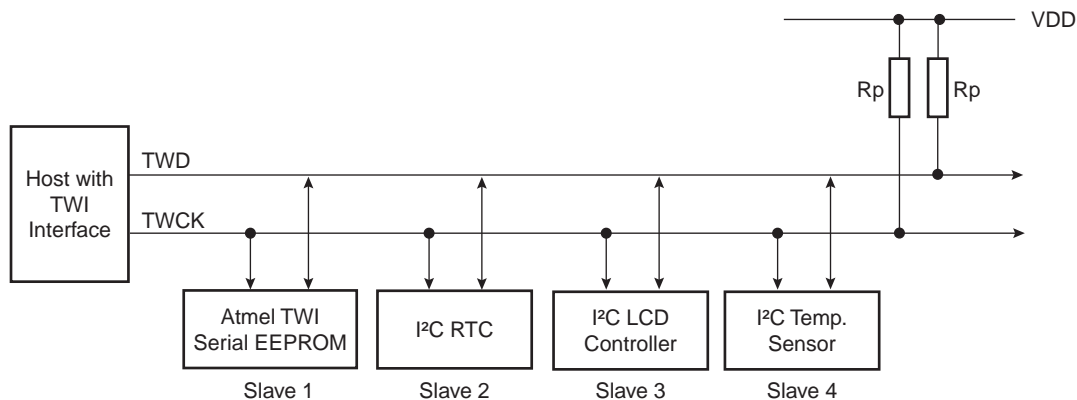 VDD
Rp
Rp
Host with
TWI
Interface
TWD
TWCK
Atmel TWI
Serial EEPROM
I²C RTC
I²C LCD
Controller
I²C Temp.
Sensor
Slave 1
Slave 2
Slave 3
Slave 4